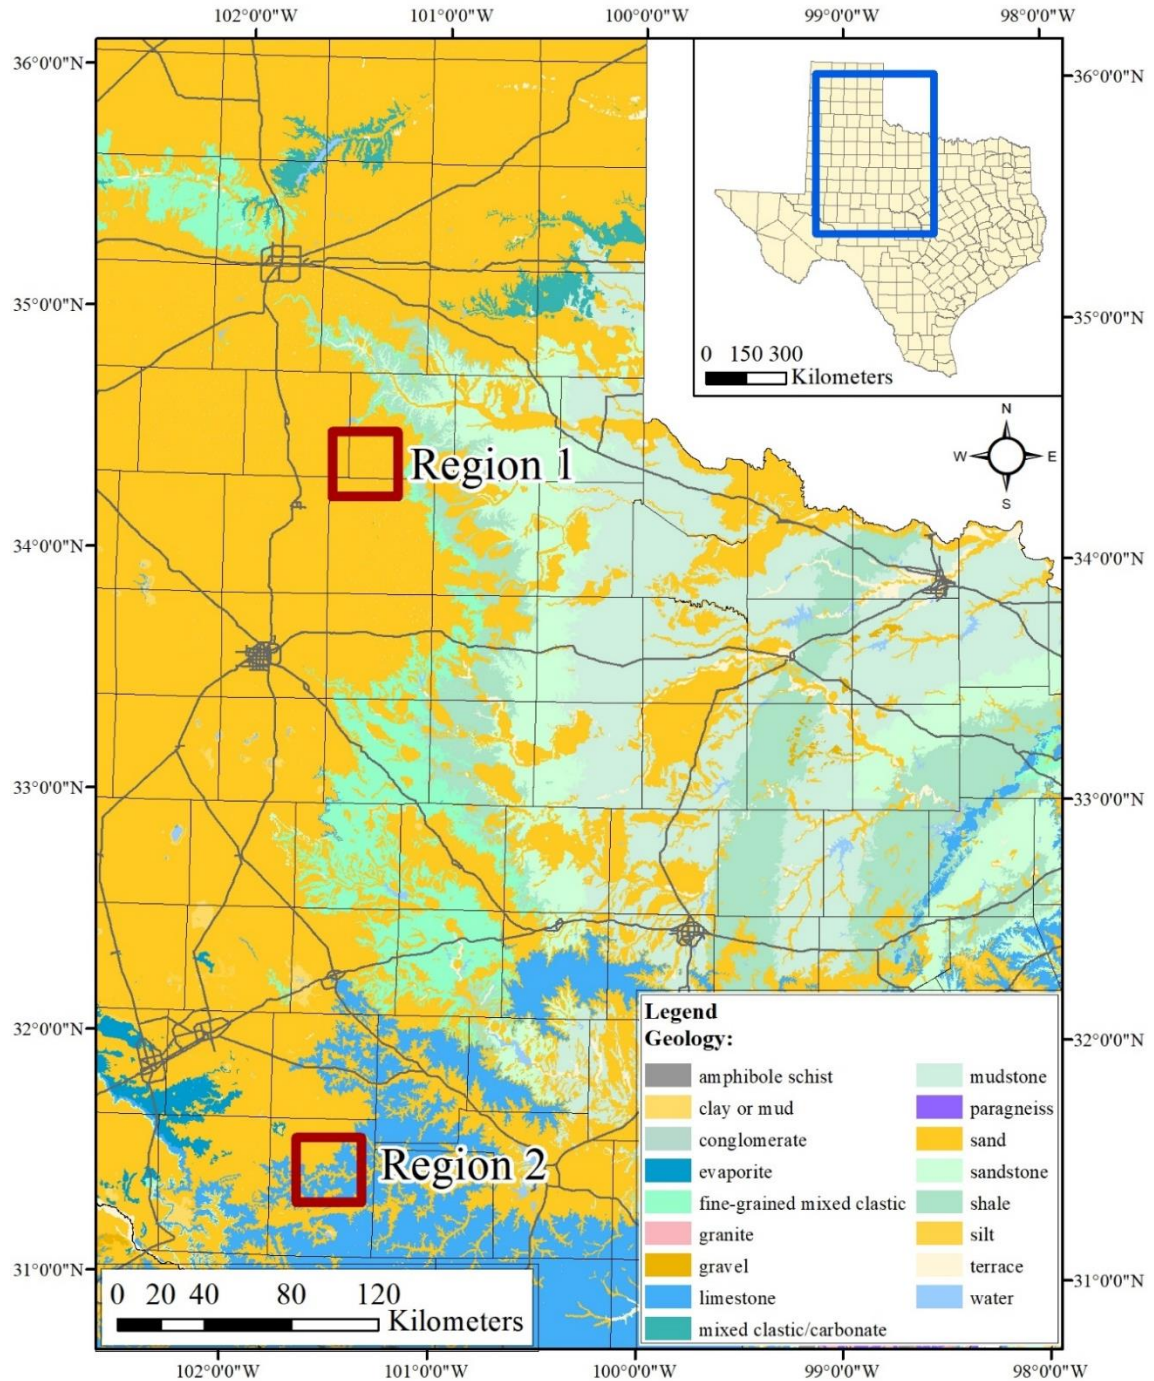 102°0'0"W 101°0'0"W 100°0'0"W 99°0'0"W 98°0'0"W
36°0'0"N
36°0'0"N
0 150 300
Kilometers
35°0'0"N
35°0'0"N
N
W E
S
Region 1
34°0'0"N
34°0'0"N
33°0'0"N
33°0'0"N
32°0'0"N
32°0'0"N
Region 2
31°0'0"N
31°0'0"N
Legend
Geology:
amphibole schist
clay or mud
conglomerate
evaporite
fine-grained mixed clastic
granite
gravel
limestone
mixed clastic/carbonate
mudstone
paragneiss
sand
sandstone
shale
silt
terrace
water
0 20 40 80 120
Kilometers
102°0'0"W 101°0'0"W 100°0'0"W 99°0'0"W 98°0'0"W